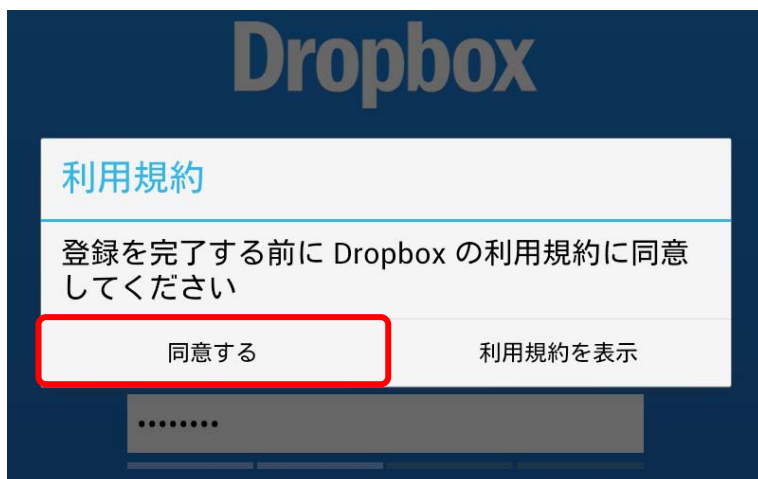 Dropbox
利用規約
登録を完了する前に Dropbox の利用規約に同意
してください
同意する
利用規約を表示
••••••••